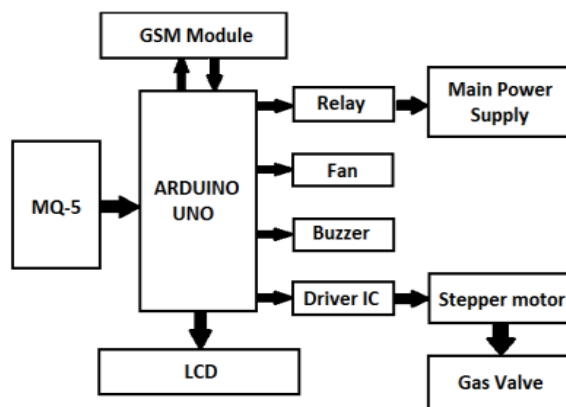 GSM Module
Relay
Main Power
Supply
MQ-5
ARDUINO
UNO
Fan
Buzzer
Driver IC
Stepper motor
LCD
Gas Valve